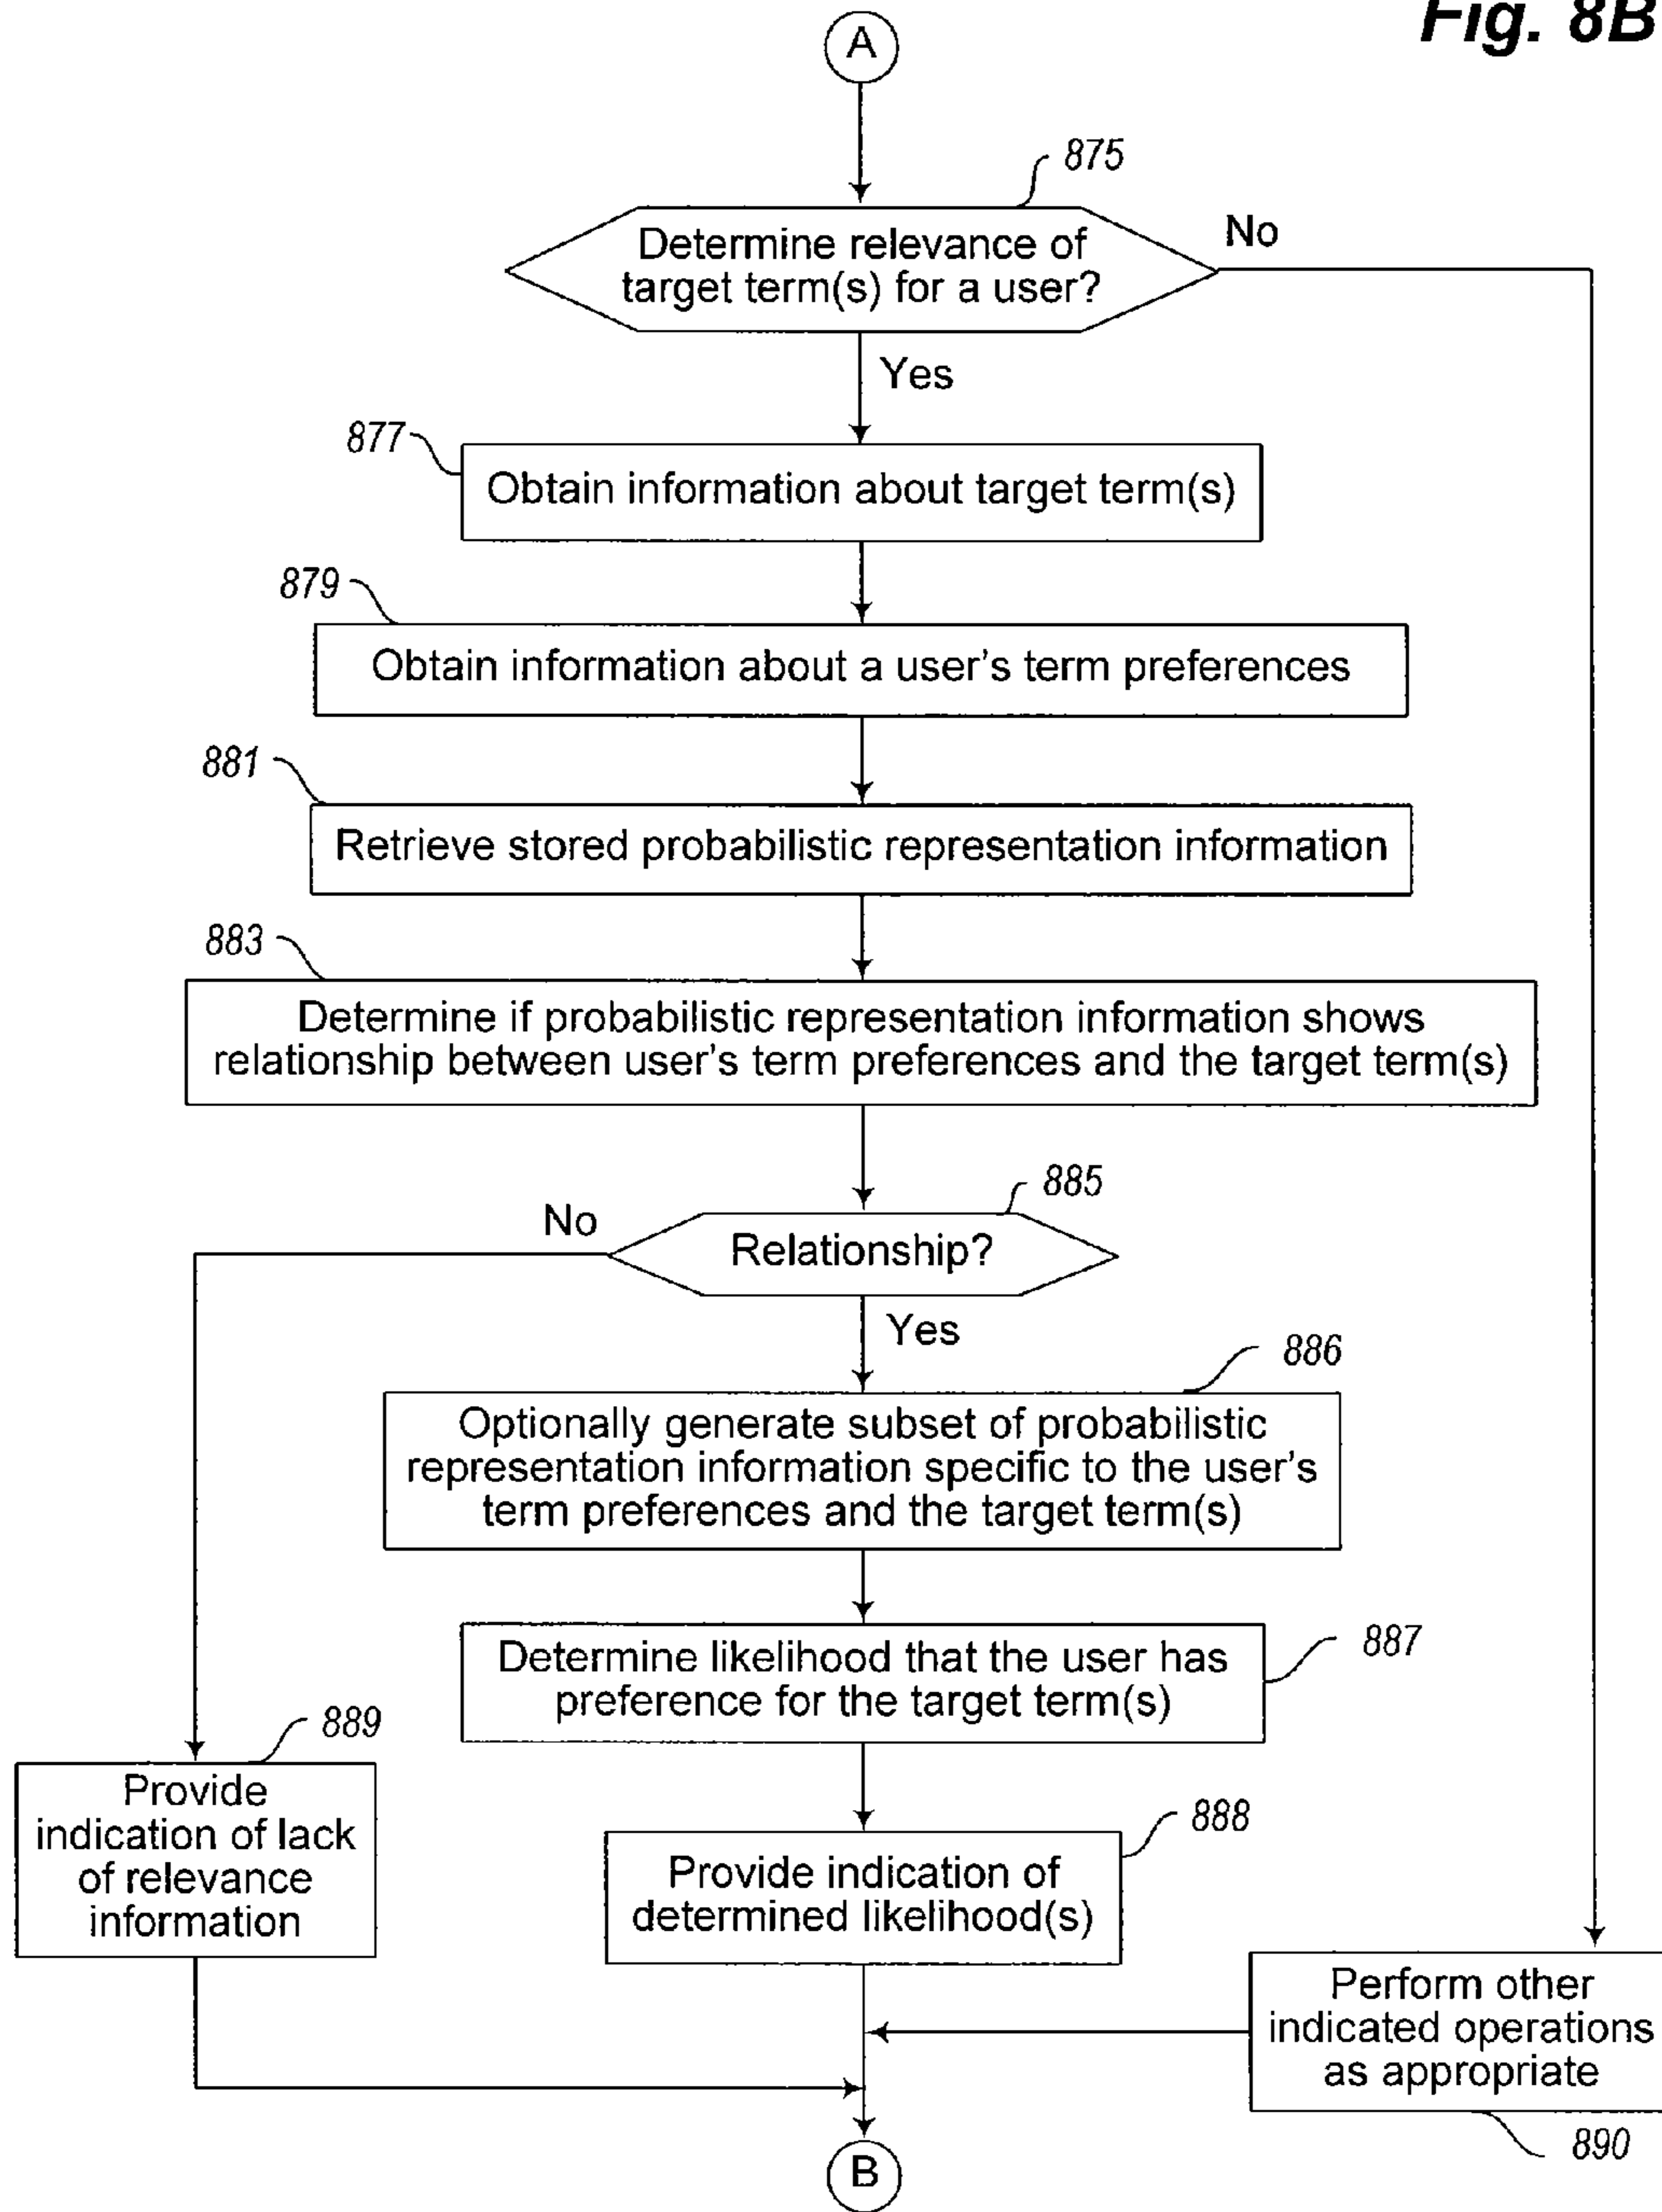 Fig. 8B
A
875
Determine relevance of
target term(s) for a user?
No
Yes
877
Obtain information about target term(s)
879
Obtain information about a user's term preferences
881
Retrieve stored probabilistic representation information
883
Determine if probabilistic representation information shows
relationship between user's term preferences and the target term(s)
885
No
Relationship?
Yes
886
Optionally generate subset of probabilistic
representation information specific to the user's
term preferences and the target term(s)
887
Determine likelihood that the user has
preference for the target term(s)
889
Provide
indication of lack
of relevance
information
888
Provide indication of
determined likelihood(s)
Perform other
indicated operations
as appropriate
890
B